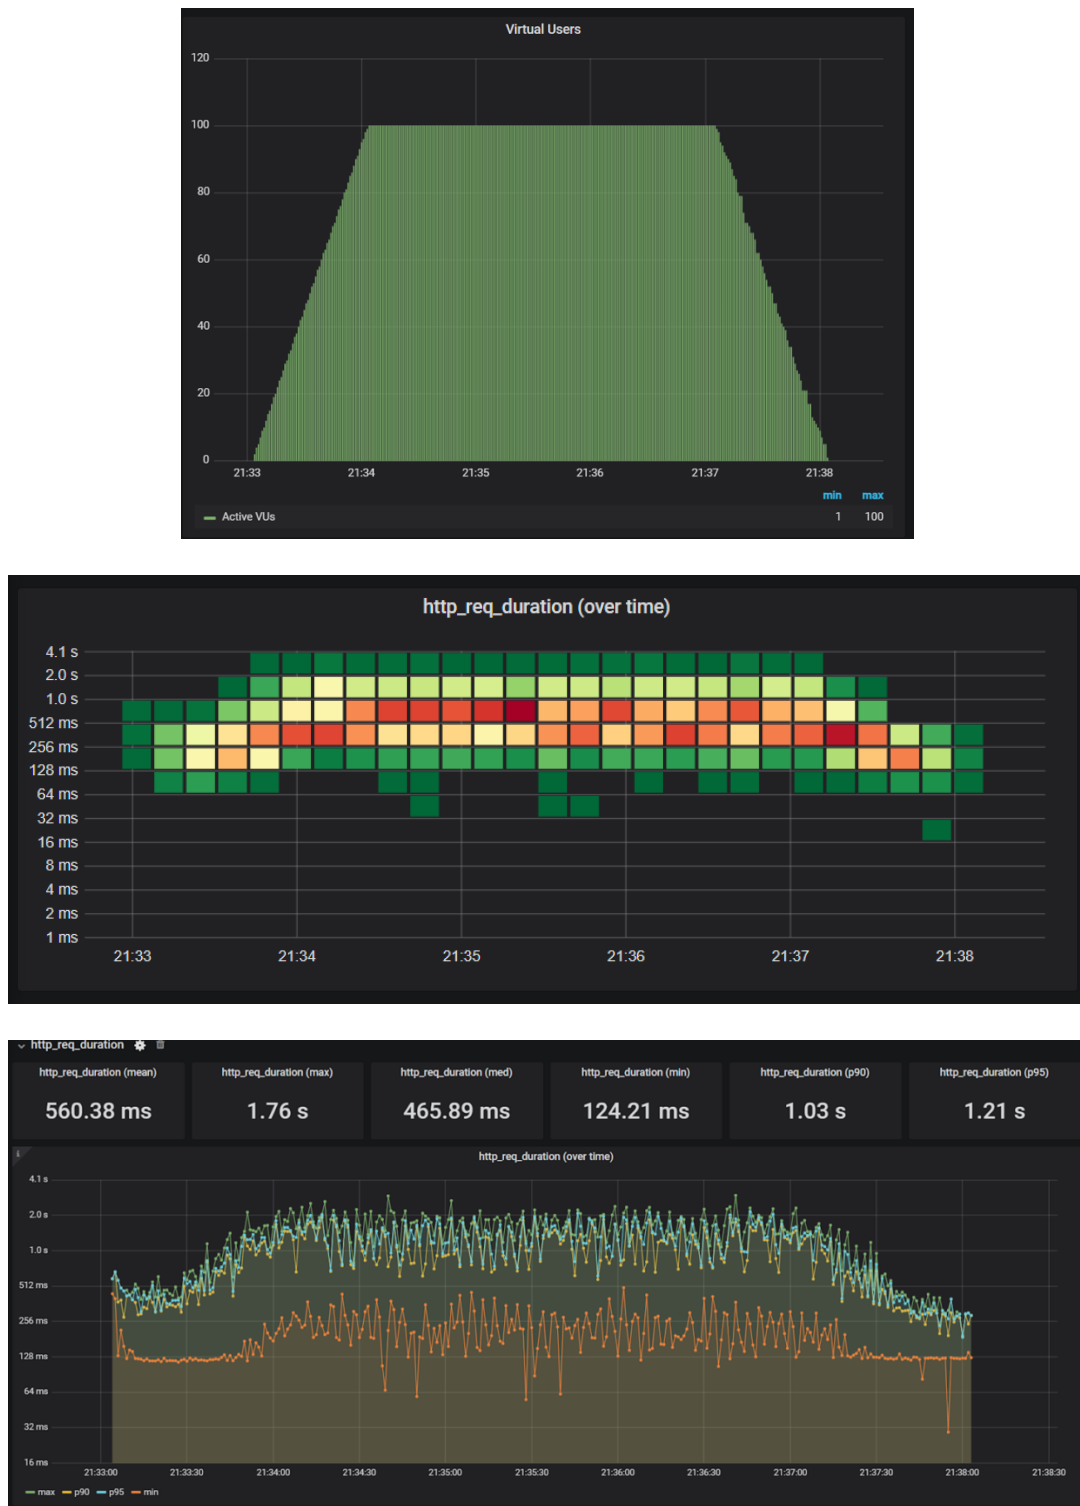 Virtual Users
120
100
80
60
40
20
0
21:33 21:34 21:35 21:36 21:37 21:38
min max
Active VUs 1 100
http_req_duration (over time)
4.1 s
2.0 s
1.0 s
512 ms
256 ms
128 ms
64 ms
32 ms
16 ms
8 ms
4 ms
2 ms
1 ms
21:33 21:34 21:35 21:36 21:37 21:38
http_req_duration
http_req_duration (mean) http_req_duration (max) http_req_duration (med) http_req_duration (min) http_req_duration (p90) http_req_duration (p95)
560.38 ms 1.76 s 465.89 ms 124.21 ms 1.03 s 1.21 s
i
http_req_duration (over time)
4.1 s
2.0 s
1.0 s
512 ms
256 ms
128 ms
64 ms
32 ms
16 ms
21:33:00 21:33:30 21:34:00 21:34:30 21:35:00 21:35:30 21:36:00 21:36:30 21:37:00 21:37:30 21:38:00 21:38:30
max p90 p95 min